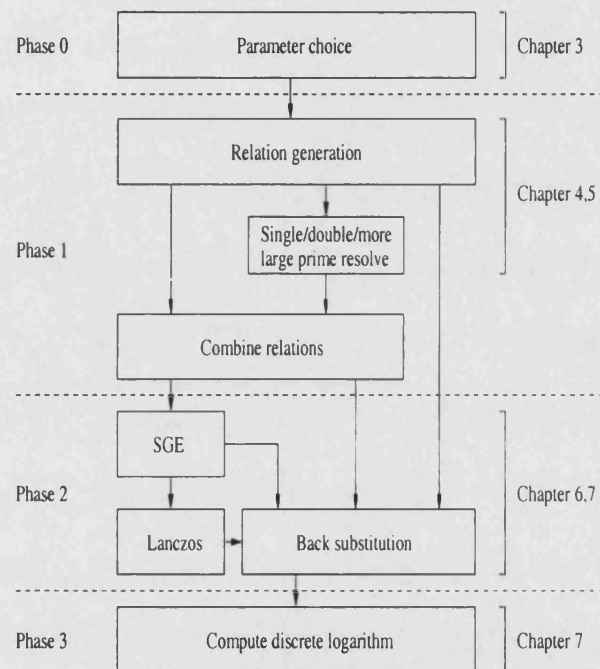 Phase 0
Parameter choice
Chapter 3
Relation generation
Chapter 4,5
Single/double/more
large prime resolve
Phase 1
Combine relations
SGE
Phase 2
Chapter 6,7
Lanczos
Back substitution
Phase 3
Compute discrete logarithm
Chapter 7